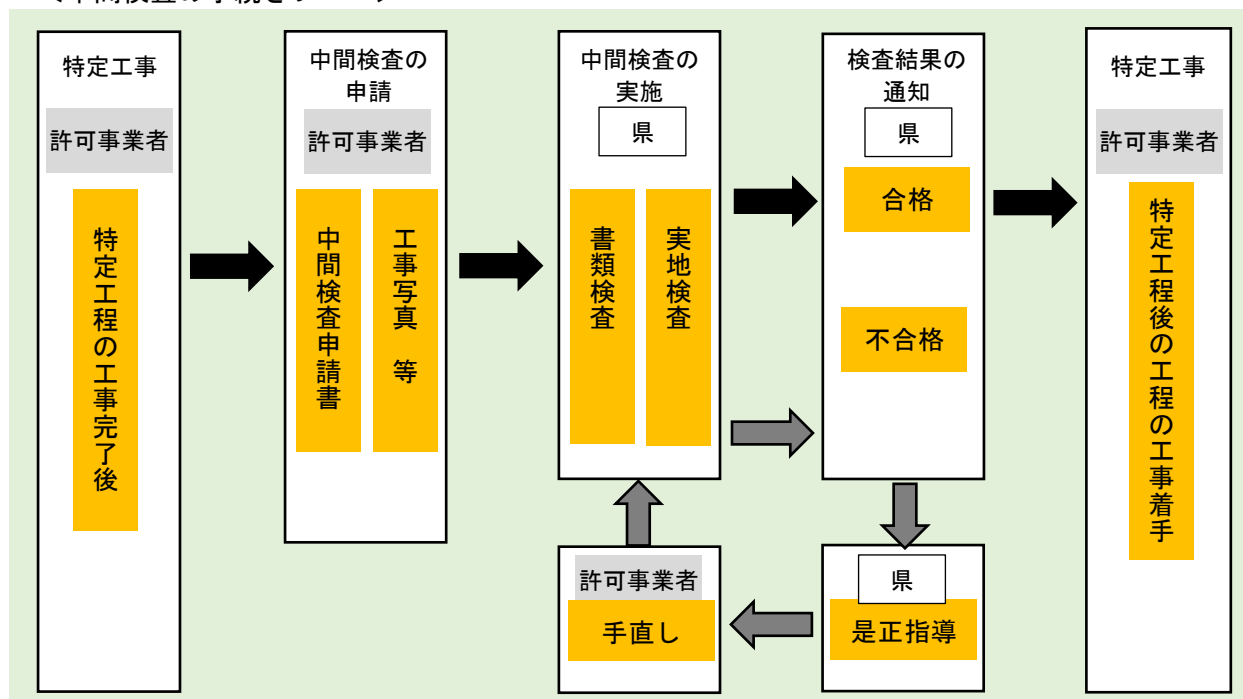 特定工事
許可事業者
特定工程の工事完了後
中間検査の
申請
許可事業者
中間検査申請書
工事写真 等
中間検査の
実施
県
書類検査
実地検査
検査結果の
通知
県
合格
不合格
県
是正指導
許可事業者
手直し
特定工事
許可事業者
特定工程後の工程の工事着手